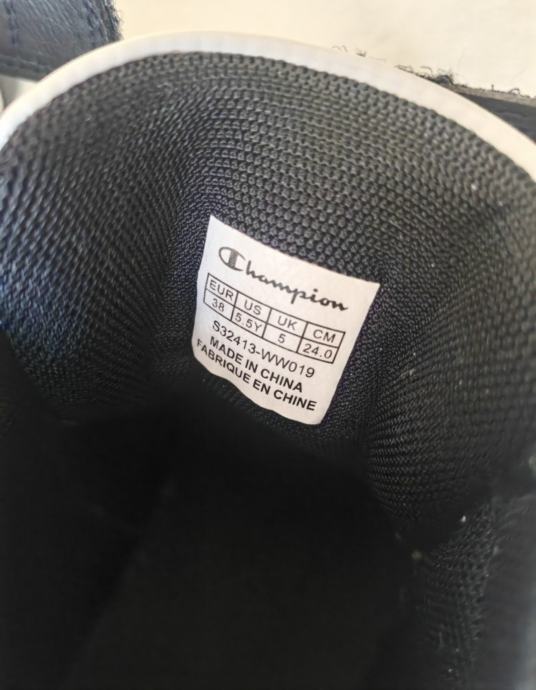 Champion
EUR US UK CM
38 5.5Y 5 24.0
S32413-WW019
MADE IN CHINA
FABRIQUE EN CHINE